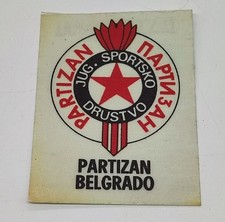 PARTIZAN
ПАРТИЗАН
JUG. SPORTSKO
DRUSTVO
PARTIZAN
BELGRADO